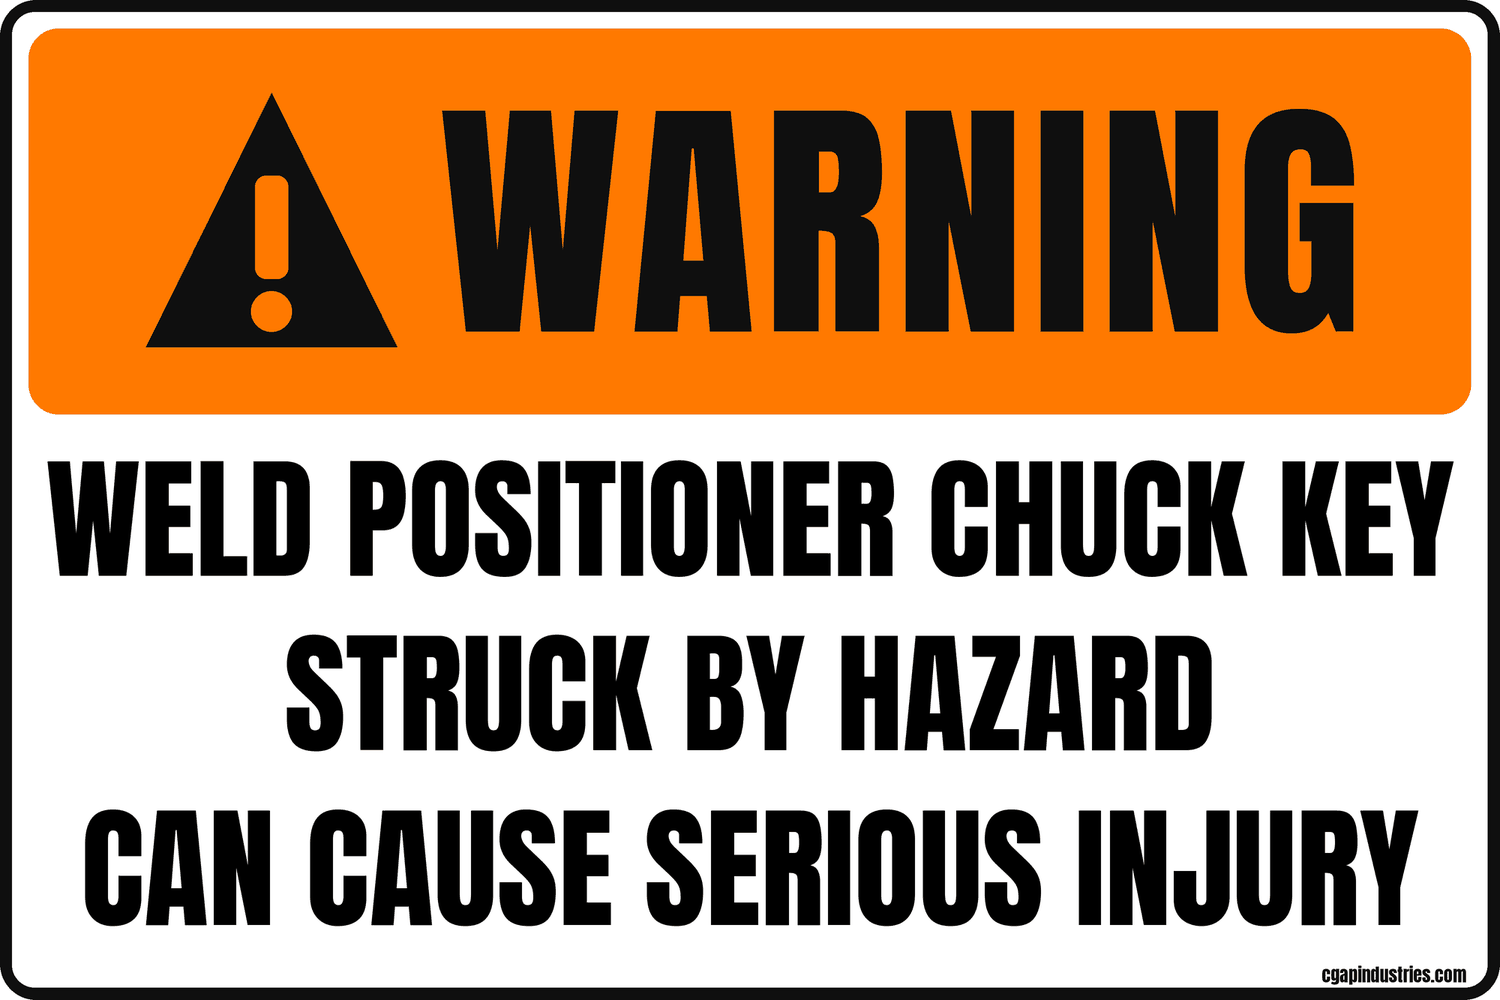 WARNING
WELD POSITIONER CHUCK KEY
STRUCK BY HAZARD
CAN CAUSE SERIOUS INJURY
cgapindustries.com